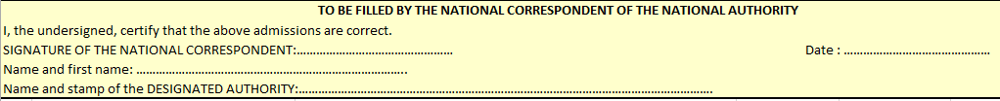 TO BE FILLED BY THE NATIONAL CORRESPONDENT OF THE NATIONAL AUTHORITY
I, the undersigned, certify that the above admissions are correct.
SIGNATURE OF THE NATIONAL CORRESPONDENT:………………………………………… Date : ………………………………………
Name and first name: ………………………………………………………………………..
Name and stamp of the DESIGNATED AUTHORITY:……………………………………………………………………………………………………………….